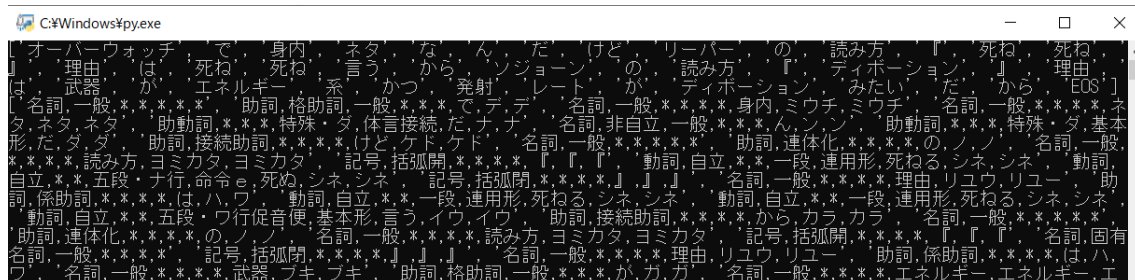 C:¥Windows¥py.exe
['オーバーウォッチ', 'で', '身内', 'ネタ', 'な', 'ん', 'だ', 'けど', 'リーパー', 'の', '読み方', '『', '死ね', '死ね',
'』', '理由', 'は', '死ね', '死ね', '言う', 'から', 'ソジョーン', 'の', '読み方', '『', 'ディボーション', '』', '理由', '
は', '武器', 'が', 'エネルギー', '系', 'かつ', '発射', 'レート', 'が', 'ディボーション', 'みたい', 'だ', 'から', 'EOS']
['名詞,一般,*,*,*,*,*', '助詞,格助詞,一般,*,*,*,で,デ,デ', '名詞,一般,*,*,*,*,身内,ミウチ,ミウチ', '名詞,一般,*,*,*,*,ネ
タ,ネタ,ネタ', '助動詞,*,*,*,特殊・ダ,体言接続,だ,ナ,ナ', '名詞,非自立,一般,*,*,*,ん,ン,ン', '助動詞,*,*,*,特殊・ダ,基本
形,だ,ダ,ダ', '助詞,接続助詞,*,*,*,*,けど,ケド,ケド', '名詞,一般,*,*,*,*,*', '助詞,連体化,*,*,*,*,の,ノ,ノ', '名詞,一般,
*,*,*,*,読み方,ヨミカタ,ヨミカタ', '記号,括弧開,*,*,*,*,『,『,『', '動詞,自立,*,*,一段,連用形,死ねる,シネ,シネ', '動詞,
自立,*,*,五段・ナ行,命令e,死ぬ,シネ,シネ', '記号,括弧閉,*,*,*,*,』,』,』', '名詞,一般,*,*,*,*,理由,リユウ,リユー', '助
詞,係助詞,*,*,*,*,は,ハ,ワ', '動詞,自立,*,*,一段,連用形,死ねる,シネ,シネ', '動詞,自立,*,*,一段,連用形,死ねる,シネ,シネ',
'動詞,自立,*,*,五段・ワ行促音便,基本形,言う,イウ,イウ', '助詞,接続助詞,*,*,*,*,から,カラ,カラ', '名詞,一般,*,*,*,*,*',
'助詞,連体化,*,*,*,*,の,ノ,ノ', '名詞,一般,*,*,*,*,読み方,ヨミカタ,ヨミカタ', '記号,括弧開,*,*,*,*,『,『,『', '名詞,固有
名詞,一般,*,*,*,*', '記号,括弧閉,*,*,*,*,』,』,』', '名詞,一般,*,*,*,*,理由,リユウ,リユー', '助詞,係助詞,*,*,*,*,は,ハ,
ワ', '名詞,一般,*,*,*,*,武器,ブキ,ブキ', '助詞,格助詞,一般,*,*,*,が,ガ,ガ', '名詞,一般,*,*,*,*,エネルギー,エネルギー,エ